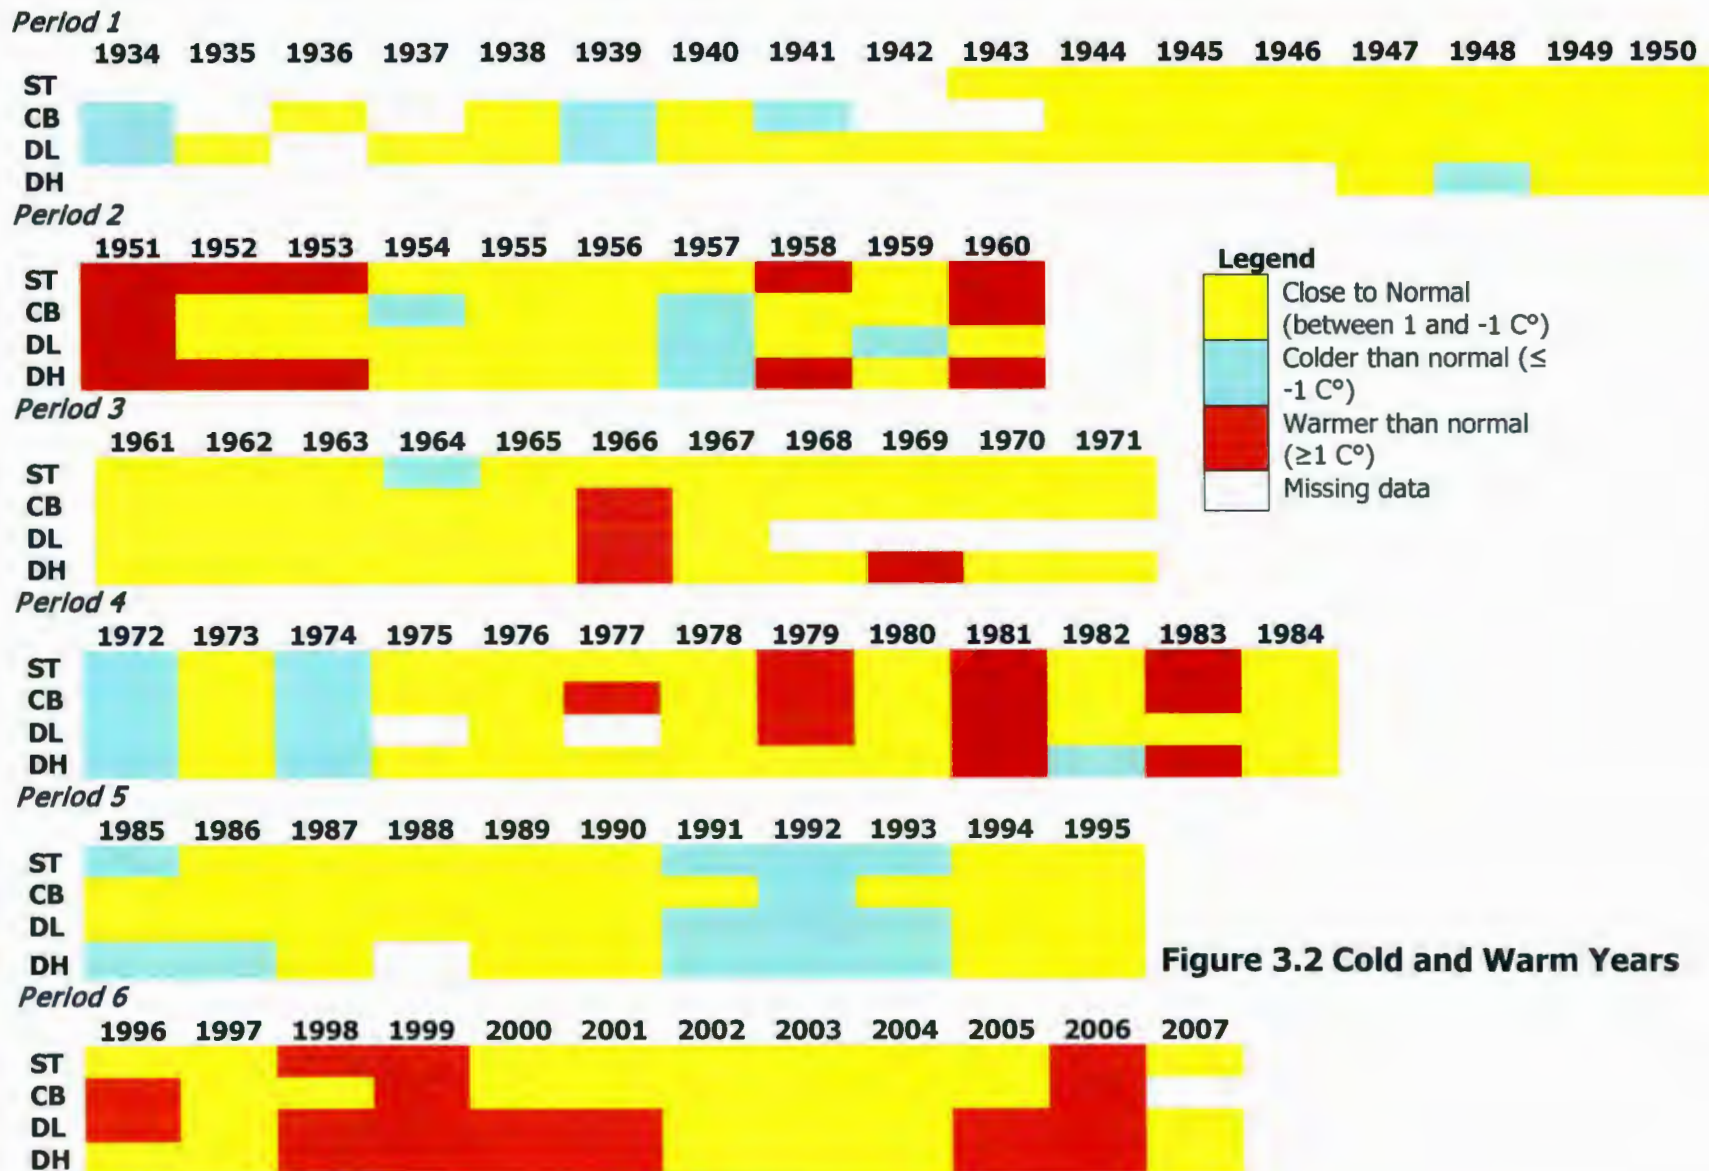 Period 1
1934 1935 1936 1937 1938 1939 1940 1941 1942 1943 1944 1945 1946 1947 1948 1949 1950
ST
CB
DL
DH
Period 2
1951 1952 1953 1954 1955 1956 1957 1958 1959 1960
ST
CB
DL
DH
Legend
Close to Normal
(between 1 and -1 Cº)
Colder than normal (≤
-1 Cº)
Warmer than normal
(≥1 Cº)
Missing data
Period 3
1961 1962 1963 1964 1965 1966 1967 1968 1969 1970 1971
ST
CB
DL
DH
Period 4
1972 1973 1974 1975 1976 1977 1978 1979 1980 1981 1982 1983 1984
ST
CB
DL
DH
Period 5
1985 1986 1987 1988 1989 1990 1991 1992 1993 1994 1995
ST
CB
DL
DH
Figure 3.2 Cold and Warm Years
Period 6
1996 1997 1998 1999 2000 2001 2002 2003 2004 2005 2006 2007
ST
CB
DL
DH